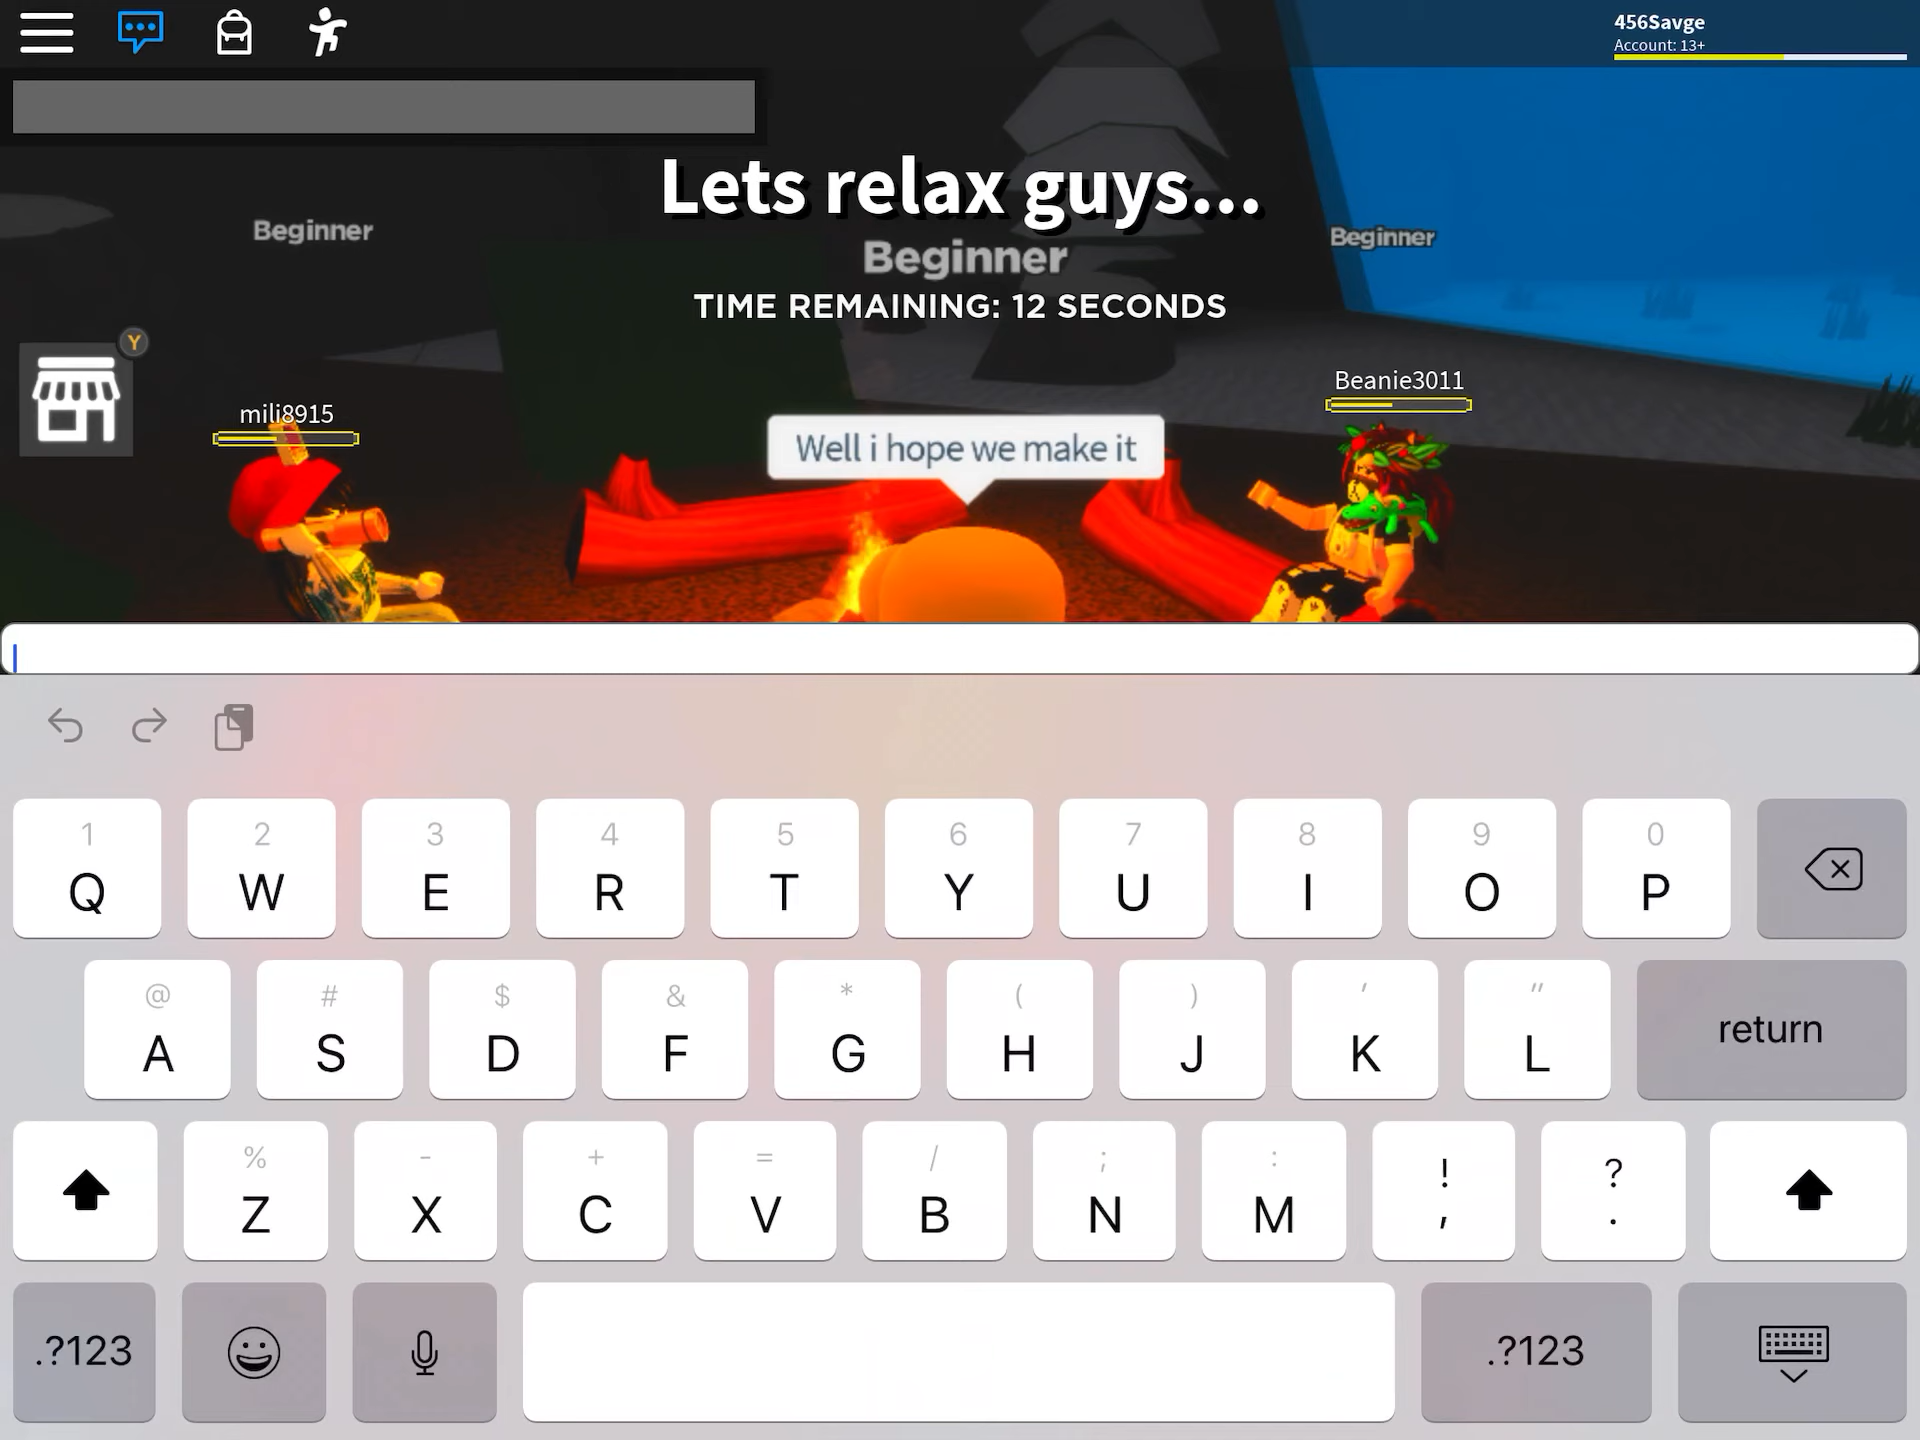 456Savge
Account: 13+
Lets relax guys...
Beginner
Beginner
Beginner
TIME REMAINING: 12 SECONDS
Y
Beanie3011
mili8915
Well i hope we make it
1 2 3 4 5 6 7 8 9 0
Q W E R T Y U I O P
@ # $ & * ( ) ' "
A S D F G H J K L return
% - + = / ; : ! ?
Z X C V B N M , .
.?123 .?123